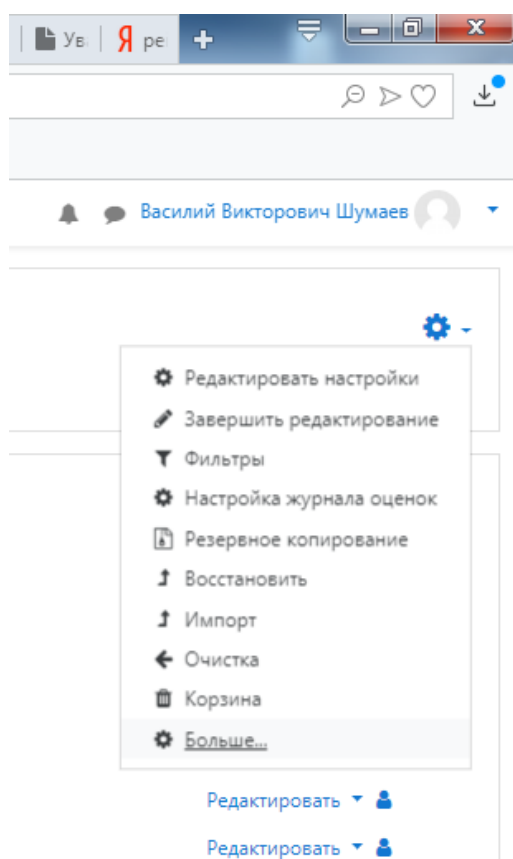 Ув
Я ре
Василий Викторович Шумаев
Редактировать настройки
Завершить редактирование
Фильтры
Настройка журнала оценок
Резервное копирование
Восстановить
Импорт
Очистка
Корзина
Больше...
Редактировать
Редактировать